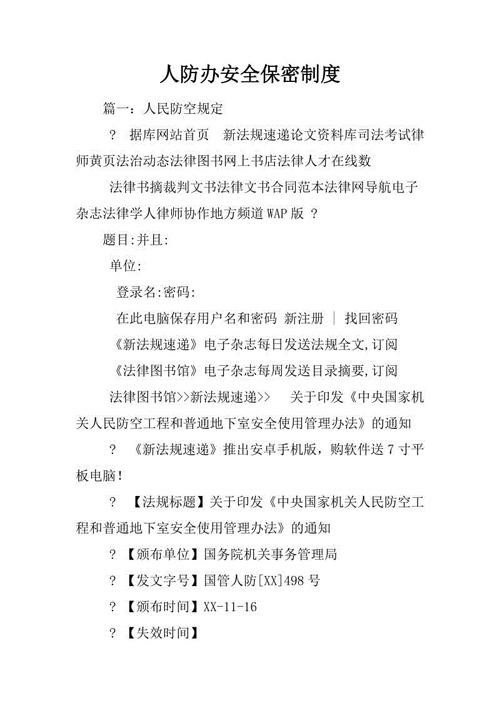 人防办安全保密制度
篇一：人民防空规定
? 据库网站首页 新法规速递论文资料库司法考试律
师黄页法治动态法律图书网上书店法律人才在线数
法律书摘裁判文书法律文书合同范本法律网导航电子
杂志法律学人律师协作地方频道 WAP 版 ?
题目:并且:
单位:
登录名:密码:
在此电脑保存用户名和密码 新注册 | 找回密码
《新法规速递》电子杂志每日发送法规全文,订阅
《法律图书馆》电子杂志每周发送目录摘要,订阅
法律图书馆>>新法规速递>> 关于印发《中央国家机
关人民防空工程和普通地下室安全使用管理办法》的通知
? 《新法规速递》推出安卓手机版，购软件送 7 寸平
板电脑！
? 【法规标题】关于印发《中央国家机关人民防空工
程和普通地下室安全使用管理办法》的通知
? 【颁布单位】国务院机关事务管理局
? 【发文字号】国管人防[XX]498 号
? 【颁布时间】XX-11-16
? 【失效时间】